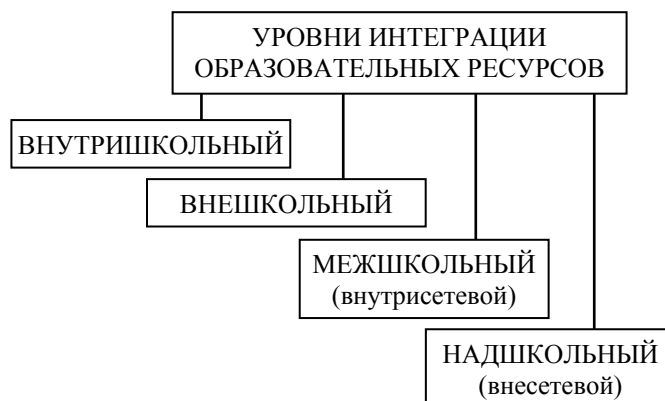 УРОВНИ ИНТЕГРАЦИИ
ОБРАЗОВАТЕЛЬНЫХ РЕСУРСОВ
ВНУТРИШКОЛЬНЫЙ
ВНЕШКОЛЬНЫЙ
МЕЖШКОЛЬНЫЙ
(внутрисетевой)
НАДШКОЛЬНЫЙ
(внесетевой)